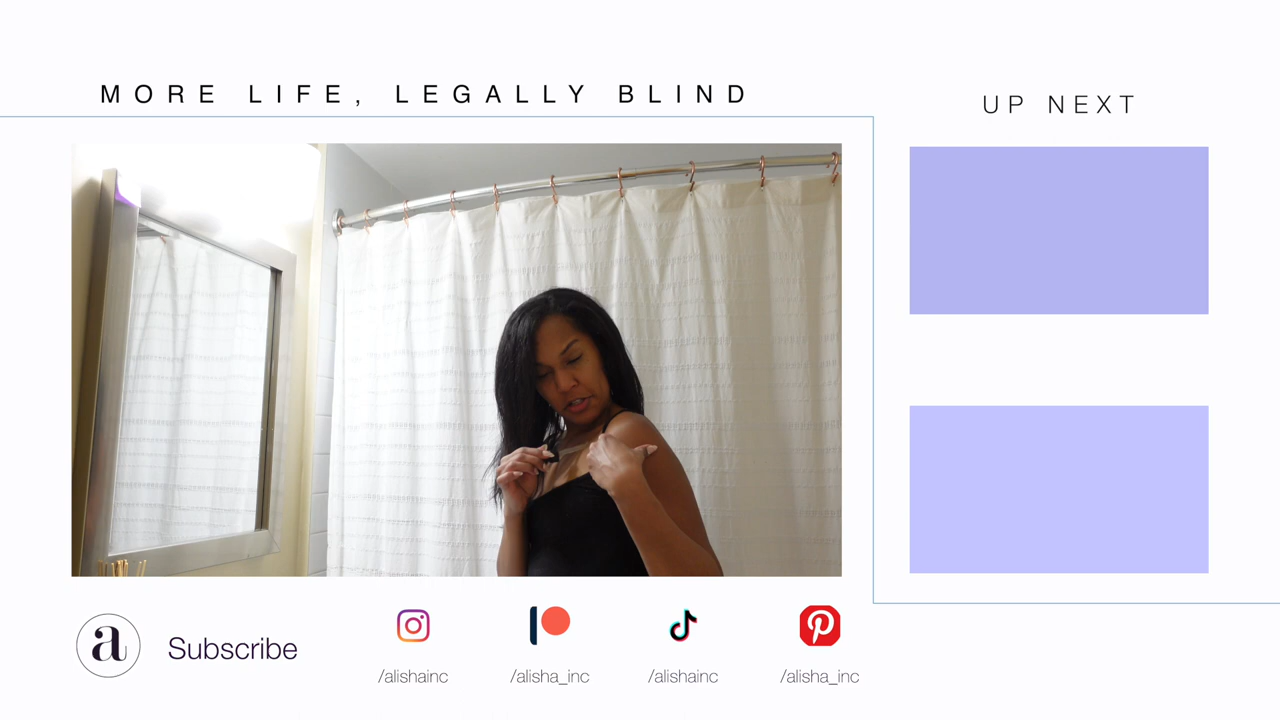 MORE LIFE, LEGALLY BLIND
UP NEXT
a
Subscribe
/alishainc
/alisha_inc
/alishainc
/alisha_inc